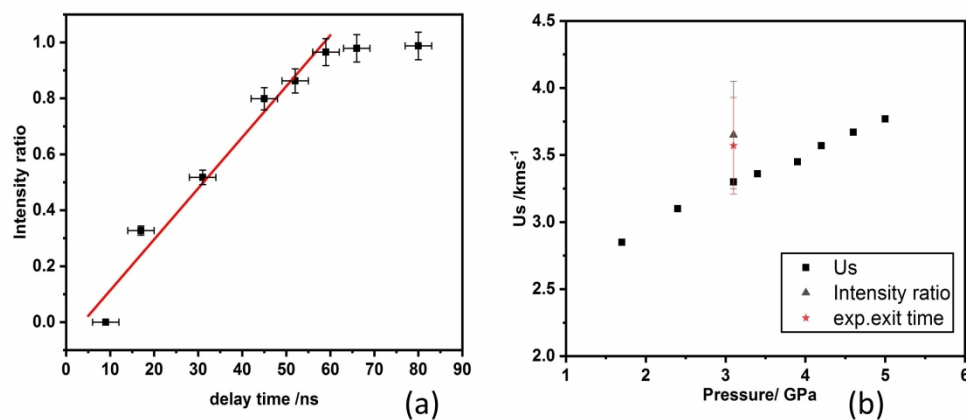 1.0
0.8
0.6
0.4
0.2
0.0
Intensity ratio
0 10 20 30 40 50 60 70 80 90
delay time /ns
(a)
4.5
4.0
3.5
3.0
2.5
2.0
Us /kms⁻¹
Us
Intensity ratio
exp.exit time
1 2 3 4 5 6
Pressure/ GPa
(b)